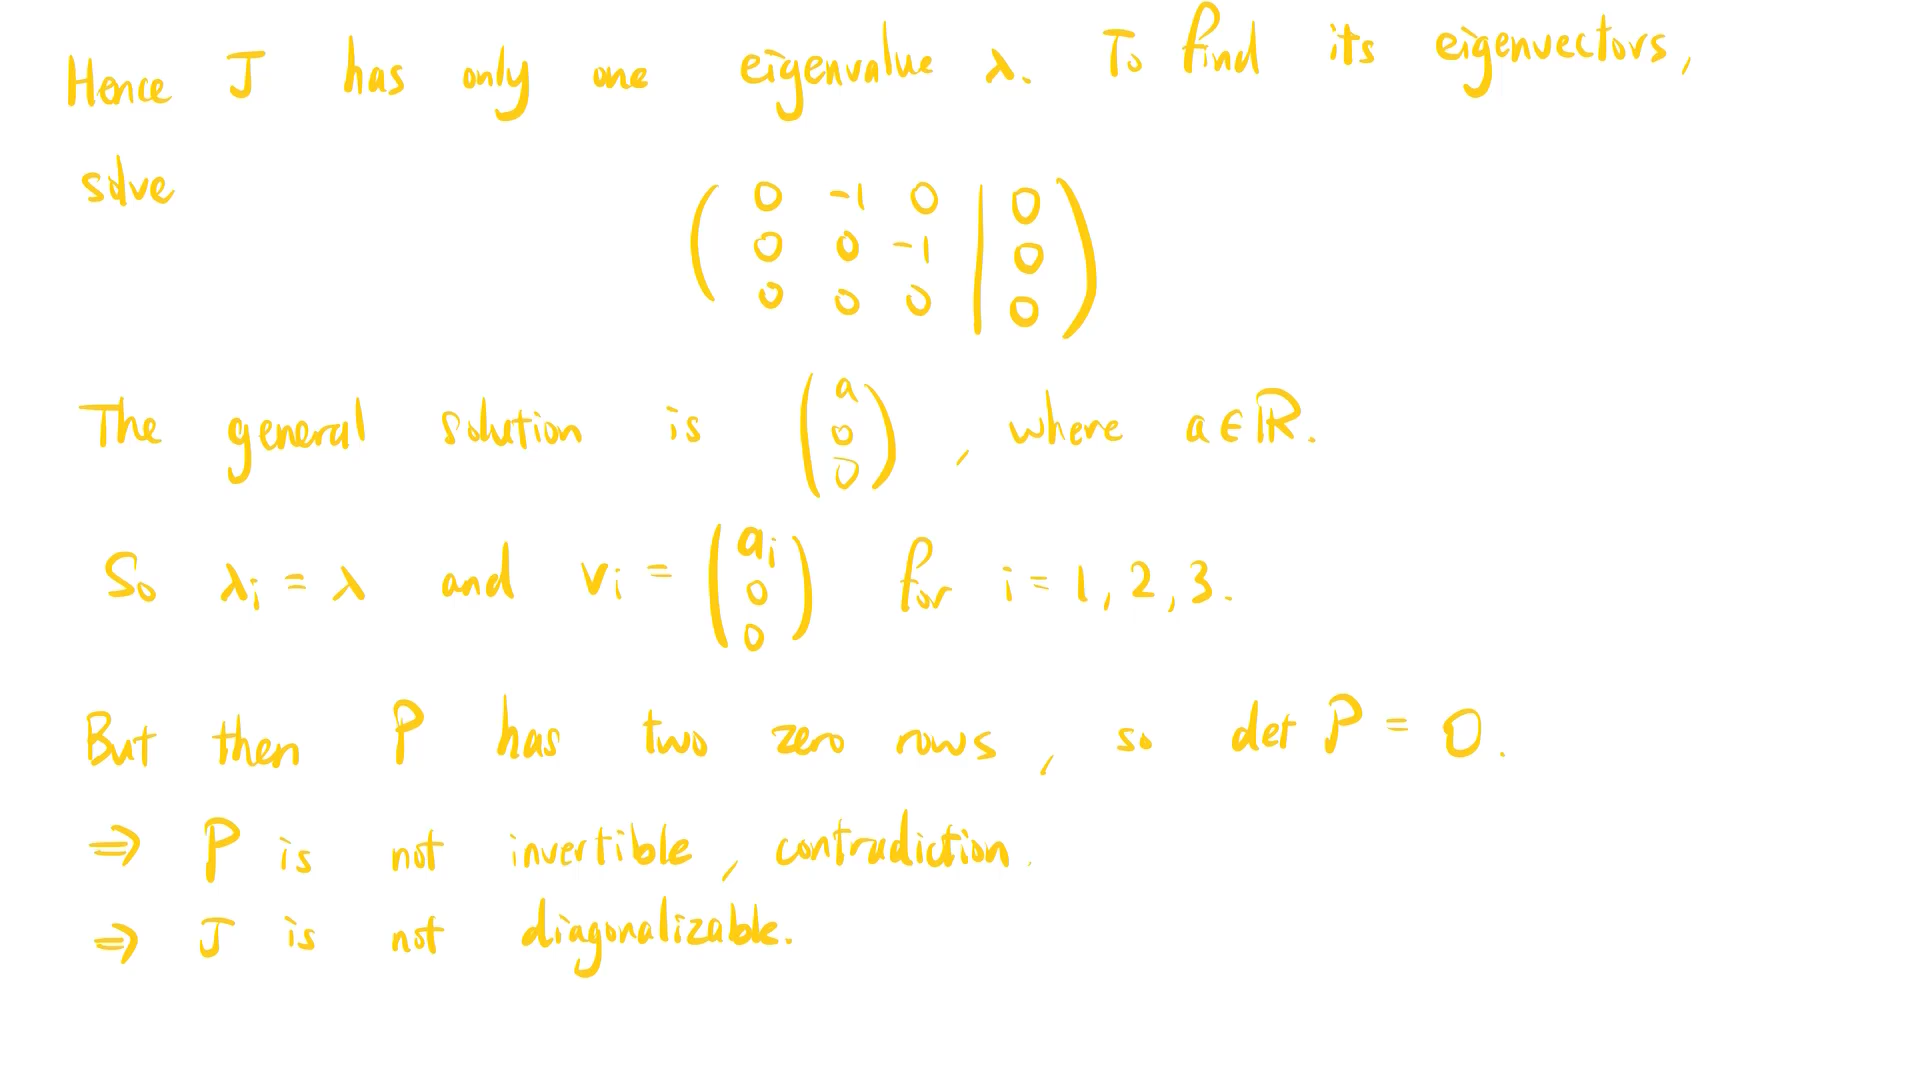 Hence J has only one eigenvalue λ. To find its eigenvectors,
solve
( 0 -1 0 | 0 )
( 0 0 -1 | 0 )
( 0 0 0 | 0 )
The general solution is (a 0 0), where a ∈ ℝ.
So λi = λ and vi = (ai 0 0) for i = 1, 2, 3.
But then P has two zero rows, so det P = 0.
⇒ P is not invertible, contradiction.
⇒ J is not diagonalizable.